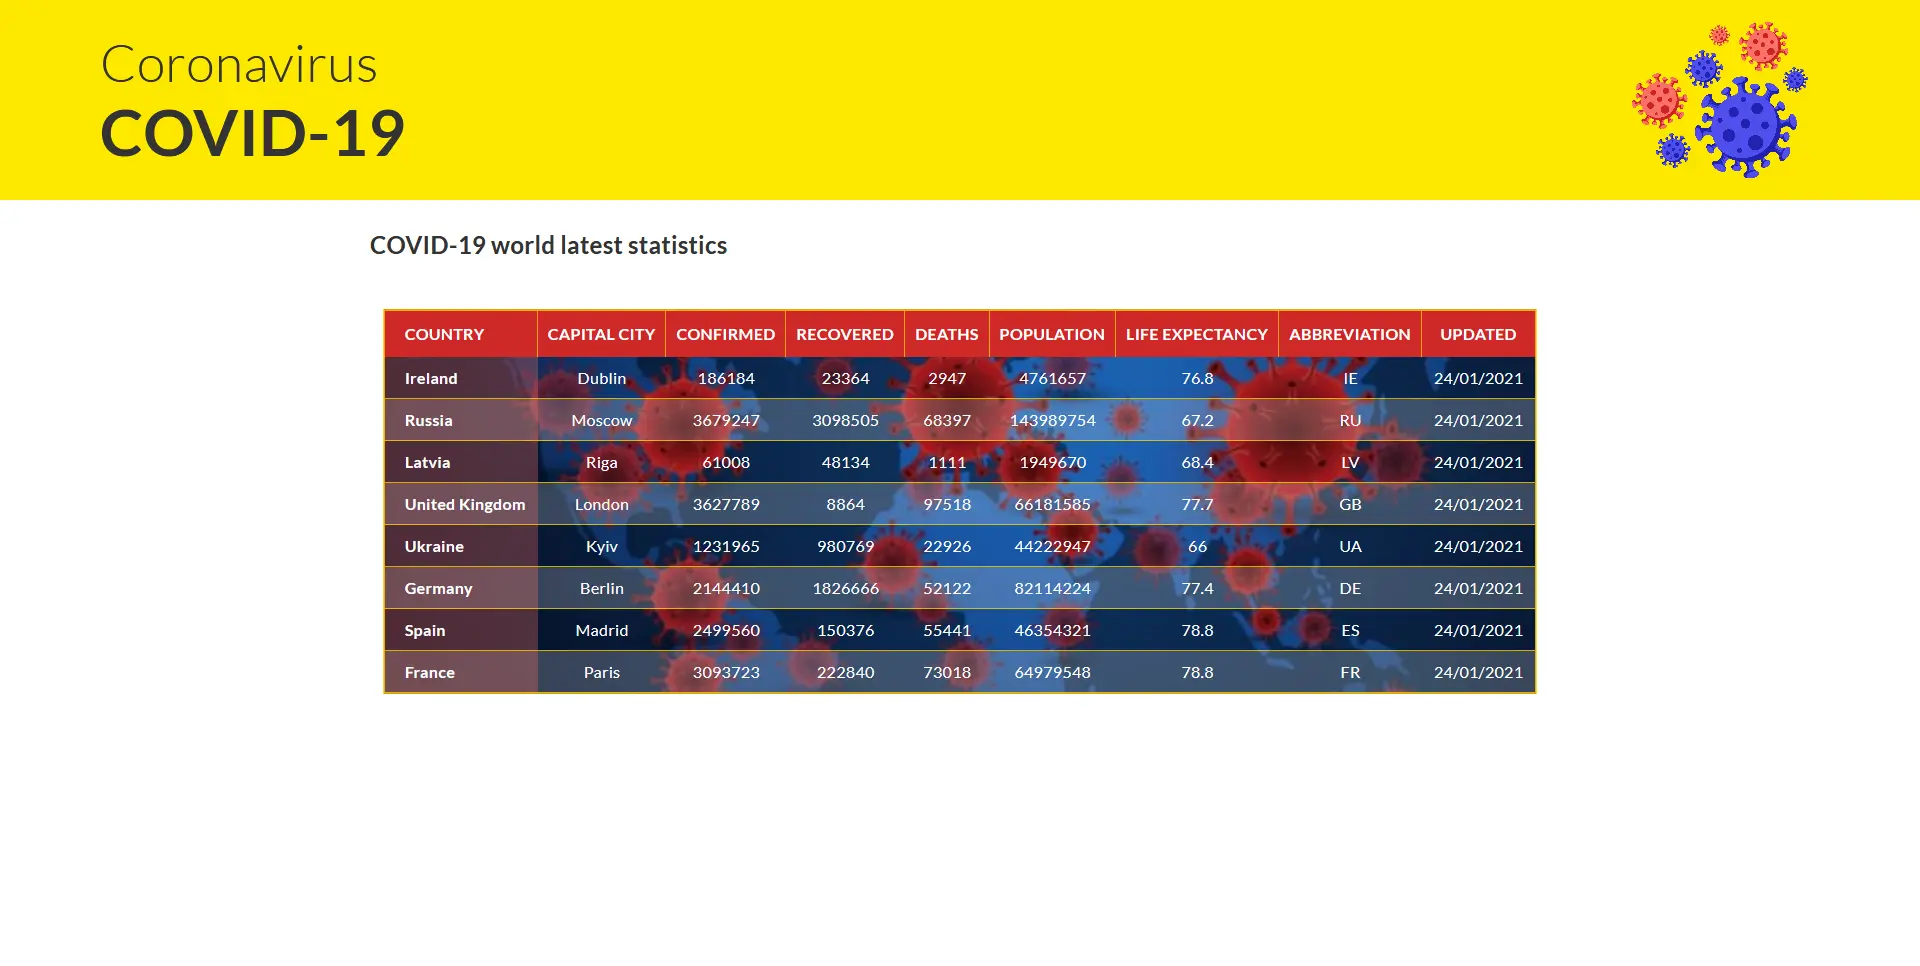 Coronavirus
COVID-19
COVID-19 world latest statistics
COUNTRY CAPITAL CITY CONFIRMED RECOVERED DEATHS POPULATION LIFE EXPECTANCY ABBREVIATION UPDATED
Ireland Dublin 186184 23364 2947 4761657 76.8 IE 24/01/2021
Russia Moscow 3679247 3098505 68397 143989754 67.2 RU 24/01/2021
Latvia Riga 61008 48134 1111 1949670 68.4 LV 24/01/2021
United Kingdom London 3627789 8864 97518 66181585 77.7 GB 24/01/2021
Ukraine Kyiv 1231965 980769 22926 44222947 66 UA 24/01/2021
Germany Berlin 2144410 1826666 52122 82114224 77.4 DE 24/01/2021
Spain Madrid 2499560 150376 55441 46354321 78.8 ES 24/01/2021
France Paris 3093723 222840 73018 64979548 78.8 FR 24/01/2021